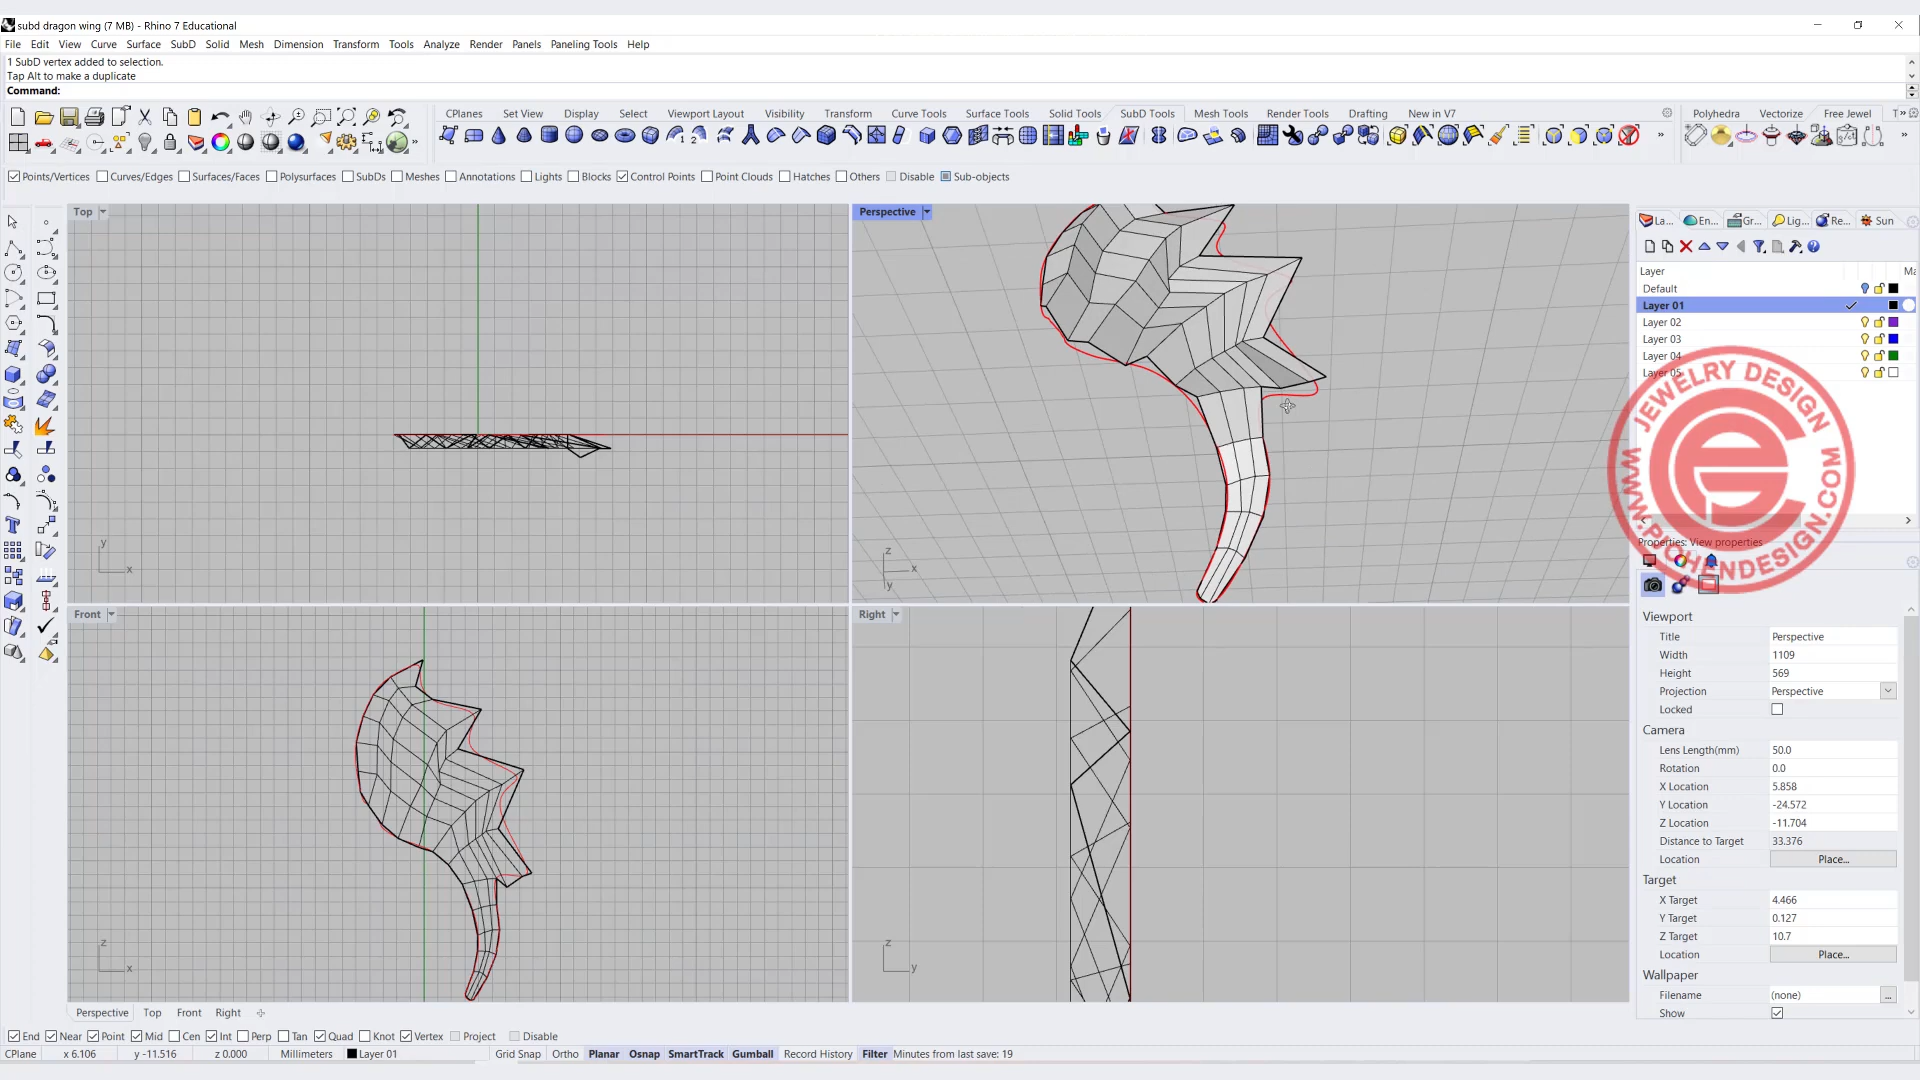 subd dragon wing (7 MB) - Rhino 7 Educational
File Edit View Curve Surface SubD Solid Mesh Dimension Transform Tools Analyze Render Panels Paneling Tools Help
1 SubD vertex added to selection.
Tap Alt to make a duplicate
Command:
CPlanes Set View Display Select Viewport Layout Visibility Transform Curve Tools Surface Tools Solid Tools SubD Tools Mesh Tools Render Tools Drafting New in V7
Polyhedra Vectorize Free Jewel T
Points/Vertices Curves/Edges Surfaces/Faces Polysurfaces SubDs Meshes Annotations Lights Blocks Control Points Point Clouds Hatches Others Disable Sub-objects
Top
Perspective
La... En... Gr... Lig... Re... Sun
Layer Ma
Default
Layer 01
Layer 02
Layer 03
Layer 04
Layer 05
JEWELRY DESIGN
WWW.PJCHENDESIGN.COM
y
x
z
x
y
Front
Right
z
x
z
y
Properties: View properties
Viewport
Title Perspective
Width 1109
Height 569
Projection Perspective
Locked
Camera
Lens Length(mm) 50.0
Rotation 0.0
X Location 5.858
Y Location -24.572
Z Location -11.704
Distance to Target 33.376
Location Place...
Target
X Target 4.466
Y Target 0.127
Z Target 10.7
Location Place...
Wallpaper
Filename (none) ...
Show
Perspective Top Front Right
End Near Point Mid Cen Int Perp Tan Quad Knot Vertex Project Disable
CPlane x 6.106 y -11.516 z 0.000 Millimeters Layer 01 Grid Snap Ortho Planar Osnap SmartTrack Gumball Record History Filter Minutes from last save: 19